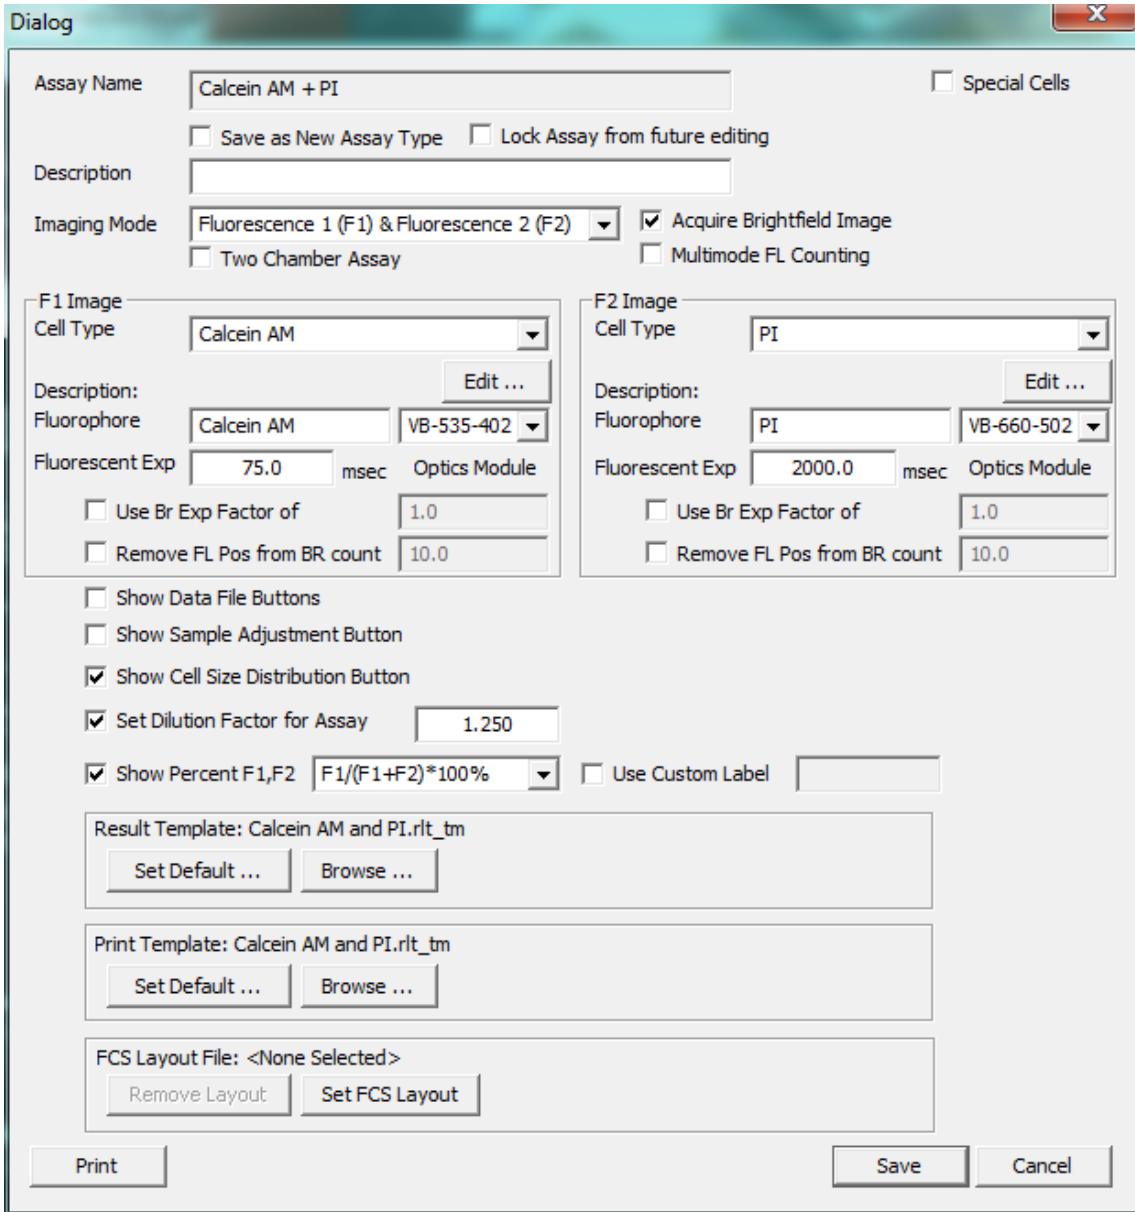 Dialog
Assay Name Calcein AM + PI Special Cells
Save as New Assay Type Lock Assay from future editing
Description
Imaging Mode Fluorescence 1 (F1) & Fluorescence 2 (F2) Acquire Brightfield Image
Two Chamber Assay Multimode FL Counting
F1 Image
Cell Type Calcein AM
Edit ...
Description:
Fluorophore Calcein AM VB-535-402
Fluorescent Exp 75.0 msec Optics Module
Use Br Exp Factor of 1.0
Remove FL Pos from BR count 10.0
F2 Image
Cell Type PI
Edit ...
Description:
Fluorophore PI VB-660-502
Fluorescent Exp 2000.0 msec Optics Module
Use Br Exp Factor of 1.0
Remove FL Pos from BR count 10.0
Show Data File Buttons
Show Sample Adjustment Button
Show Cell Size Distribution Button
Set Dilution Factor for Assay 1.250
Show Percent F1,F2 F1/(F1+F2)*100% Use Custom Label
Result Template: Calcein AM and PI.rlt_tm
Set Default ... Browse ...
Print Template: Calcein AM and PI.rlt_tm
Set Default ... Browse ...
FCS Layout File: <None Selected>
Remove Layout Set FCS Layout
Print Save Cancel